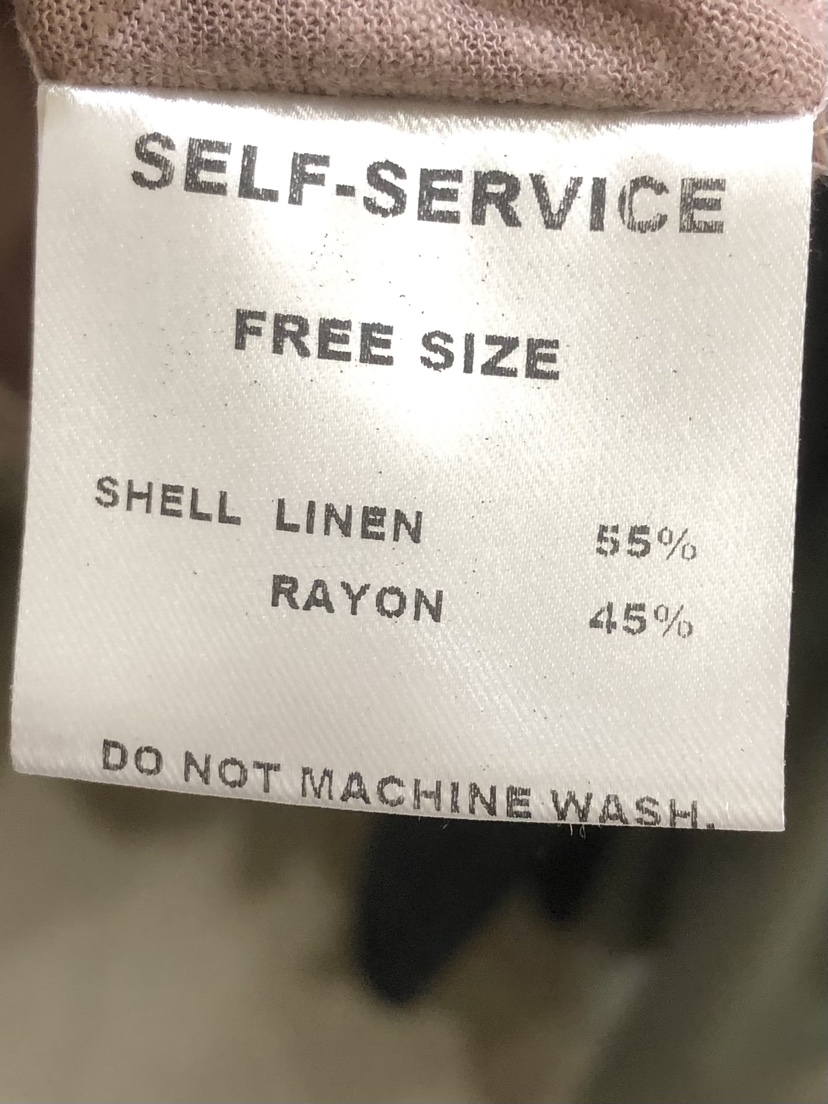 SELF-SERVICE
FREE SIZE
SHELL LINEN 55%
RAYON 45%
DO NOT MACHINE WASH.